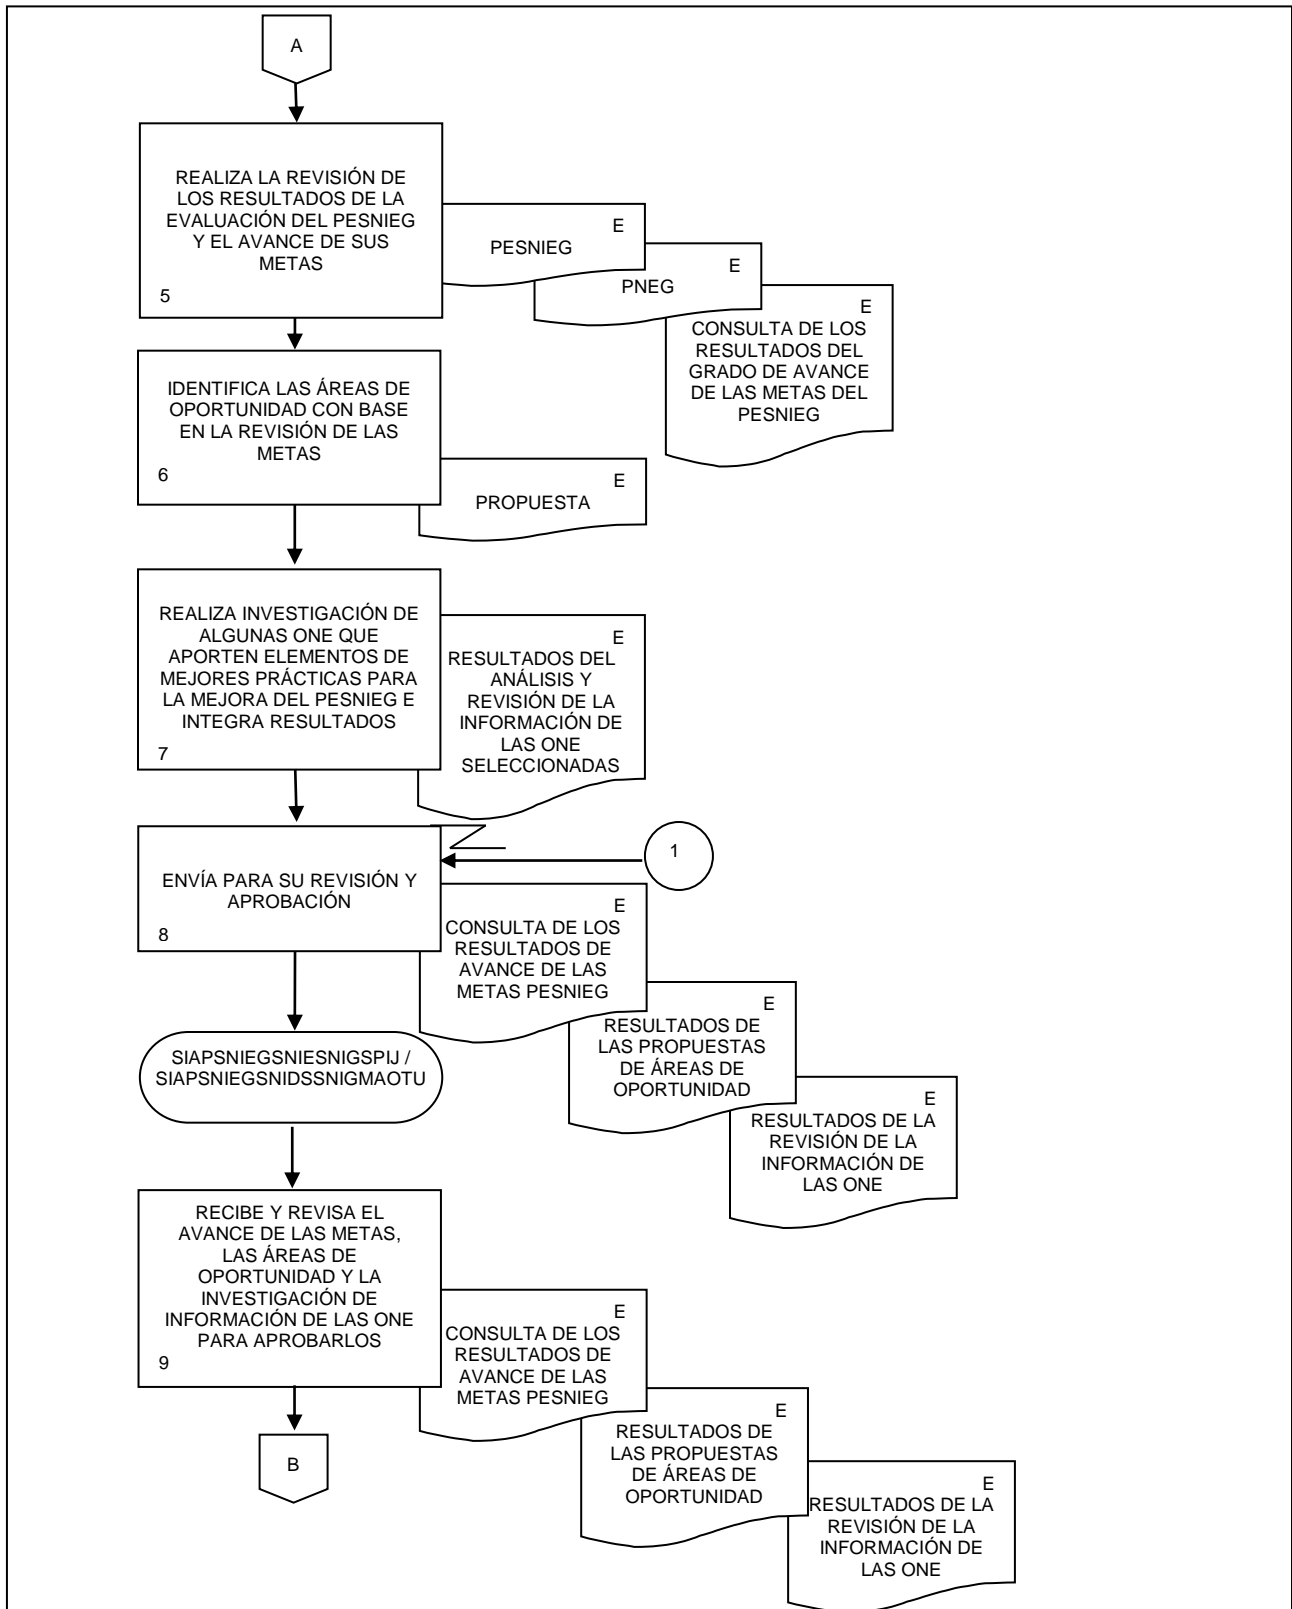 A
REALIZA LA REVISIÓN DE
LOS RESULTADOS DE LA
EVALUACIÓN DEL PESNIEG
Y EL AVANCE DE SUS
METAS
5
E
PESNIEG
E
PNEG
E
CONSULTA DE LOS
RESULTADOS DEL
GRADO DE AVANCE
DE LAS METAS DEL
PESNIEG
IDENTIFICA LAS ÁREAS DE
OPORTUNIDAD CON BASE
EN LA REVISIÓN DE LAS
METAS
6
E
PROPUESTA
REALIZA INVESTIGACIÓN DE
ALGUNAS ONE QUE
APORTEN ELEMENTOS DE
MEJORES PRÁCTICAS PARA
LA MEJORA DEL PESNIEG E
INTEGRA RESULTADOS
7
E
RESULTADOS DEL
ANÁLISIS Y
REVISIÓN DE LA
INFORMACIÓN DE
LAS ONE
SELECCIONADAS
1
ENVÍA PARA SU REVISIÓN Y
APROBACIÓN
8
E
CONSULTA DE LOS
RESULTADOS DE
AVANCE DE LAS
METAS PESNIEG
E
RESULTADOS DE
LAS PROPUESTAS
DE ÁREAS DE
OPORTUNIDAD
E
RESULTADOS DE LA
REVISIÓN DE LA
INFORMACIÓN DE
LAS ONE
SIAPSNIEGSNIESNIGSPIJ /
SIAPSNIEGSNIDSSNIGMAOTU
RECIBE Y REVISA EL
AVANCE DE LAS METAS,
LAS ÁREAS DE
OPORTUNIDAD Y LA
INVESTIGACIÓN DE
INFORMACIÓN DE LAS ONE
PARA APROBARLOS
9
E
CONSULTA DE LOS
RESULTADOS DE
AVANCE DE LAS
METAS PESNIEG
E
RESULTADOS DE
LAS PROPUESTAS
DE ÁREAS DE
OPORTUNIDAD
E
RESULTADOS DE LA
REVISIÓN DE LA
INFORMACIÓN DE
LAS ONE
B